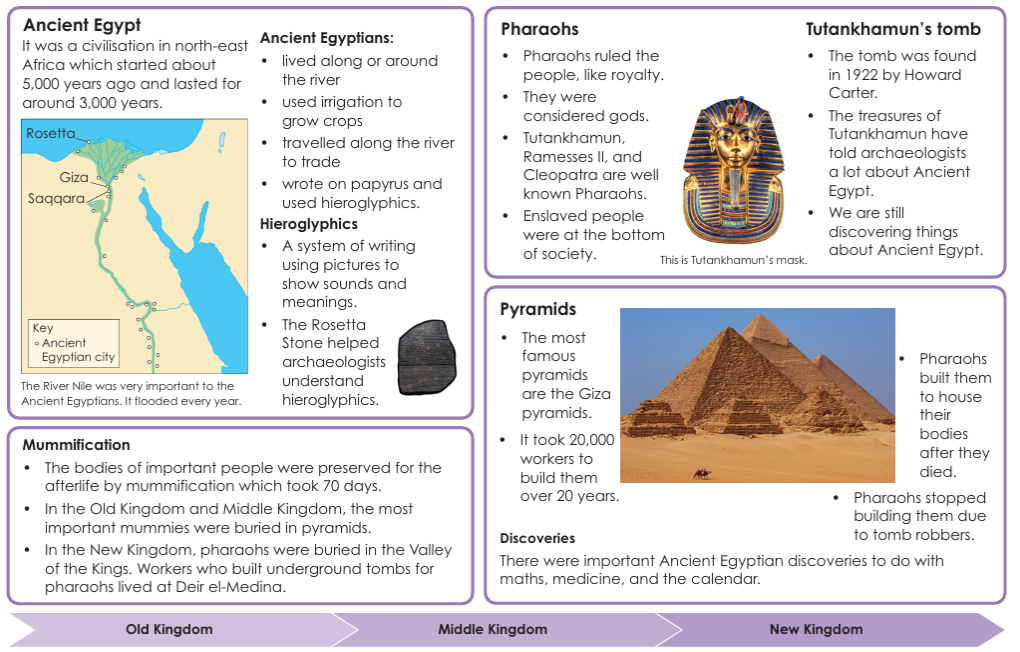 Ancient Egypt
It was a civilisation in north-east
Africa which started about
5,000 years ago and lasted for
around 3,000 years.
Rosetta
Giza
Saqqara
Key
Ancient
Egyptian city
The River Nile was very important to the
Ancient Egyptians. It flooded every year.
Ancient Egyptians:
• lived along or around
the river
• used irrigation to
grow crops
• travelled along the river
to trade
• wrote on papyrus and
used hieroglyphics.
Hieroglyphics
• A system of writing
using pictures to
show sounds and
meanings.
• The Rosetta
Stone helped
archaeologists
understand
hieroglyphics.
Mummification
• The bodies of important people were preserved for the
afterlife by mummification which took 70 days.
• In the Old Kingdom and Middle Kingdom, the most
important mummies were buried in pyramids.
• In the New Kingdom, pharaohs were buried in the Valley
of the Kings. Workers who built underground tombs for
pharaohs lived at Deir el-Medina.
Pharaohs
• Pharaohs ruled the
people, like royalty.
• They were
considered gods.
• Tutankhamun,
Ramesses II, and
Cleopatra are well
known Pharaohs.
• Enslaved people
were at the bottom
of society.
This is Tutankhamun's mask.
Tutankhamun's tomb
• The tomb was found
in 1922 by Howard
Carter.
• The treasures of
Tutankhamun have
told archaeologists
a lot about Ancient
Egypt.
• We are still
discovering things
about Ancient Egypt.
Pyramids
• The most
famous
pyramids
are the Giza
pyramids.
• It took 20,000
workers to
build them
over 20 years.
• Pharaohs
built them
to house
their
bodies
after they
died.
• Pharaohs stopped
building them due
to tomb robbers.
Discoveries
There were important Ancient Egyptian discoveries to do with
maths, medicine, and the calendar.
Old Kingdom
Middle Kingdom
New Kingdom